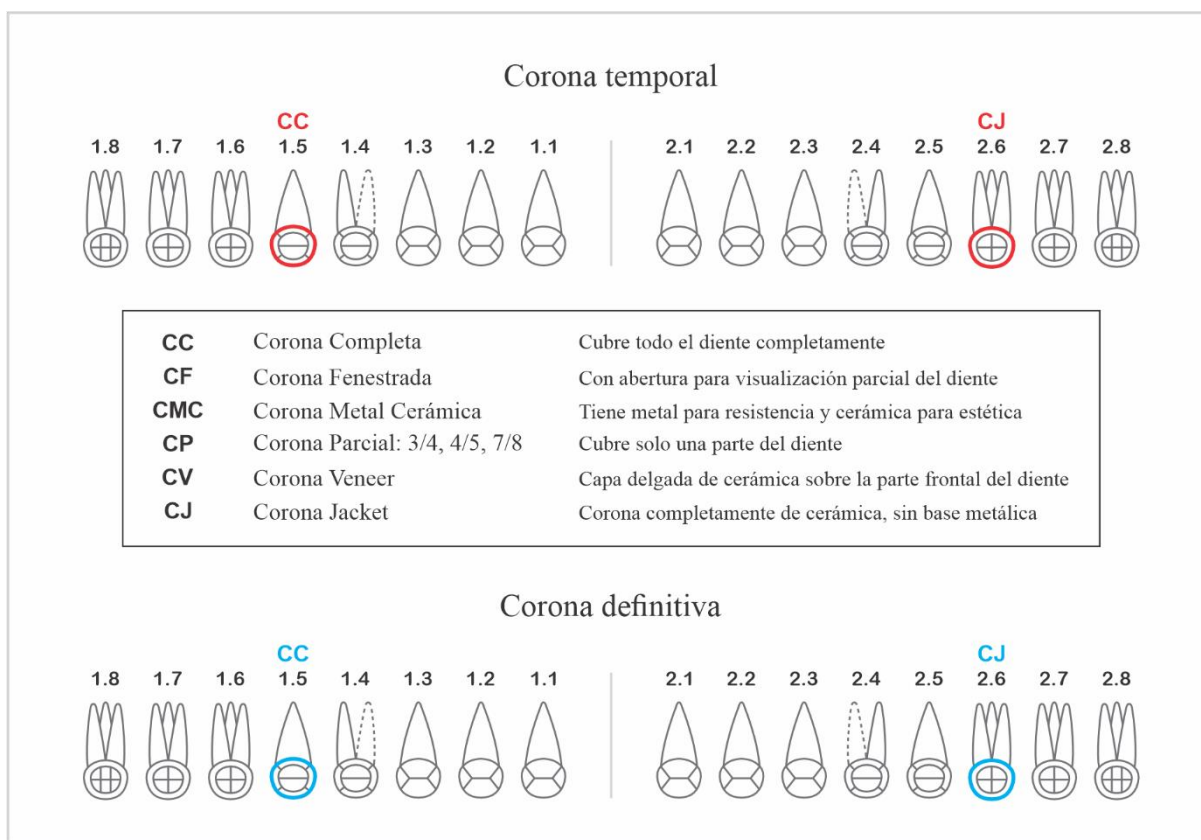 Corona temporal
CC CJ
1.8 1.7 1.6 1.5 1.4 1.3 1.2 1.1 2.1 2.2 2.3 2.4 2.5 2.6 2.7 2.8
CC Corona Completa Cubre todo el diente completamente
CF Corona Fenestrada Con abertura para visualización parcial del diente
CMC Corona Metal Cerámica Tiene metal para resistencia y cerámica para estética
CP Corona Parcial: 3/4, 4/5, 7/8 Cubre solo una parte del diente
CV Corona Veneer Capa delgada de cerámica sobre la parte frontal del diente
CJ Corona Jacket Corona completamente de cerámica, sin base metálica
Corona definitiva
CC CJ
1.8 1.7 1.6 1.5 1.4 1.3 1.2 1.1 2.1 2.2 2.3 2.4 2.5 2.6 2.7 2.8